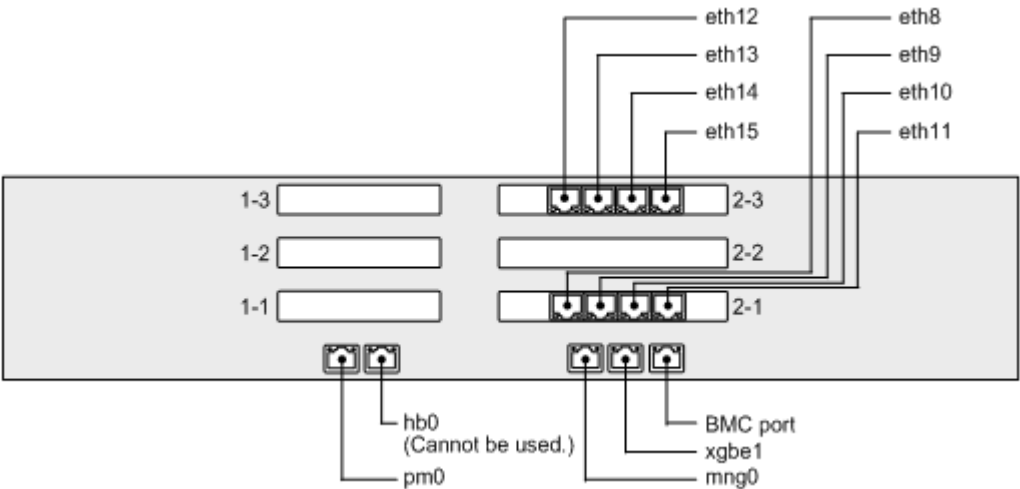 eth12
eth8
eth13
eth9
eth14
eth10
eth15
eth11
1-3
2-3
1-2
2-2
1-1
2-1
hb0
(Cannot be used.)
pm0
BMC port
xgbe1
mng0